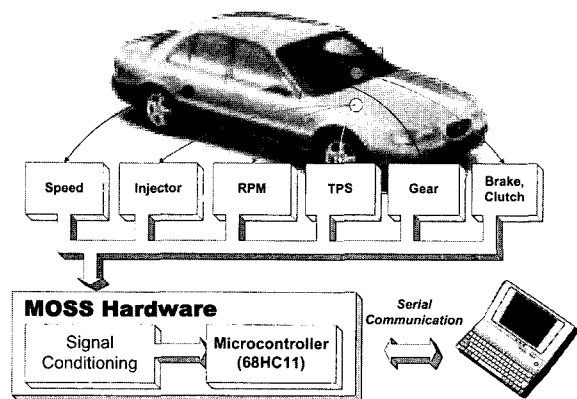 Speed
Injector
RPM
TPS
Gear
Brake,
Clutch
MOSS Hardware
Signal
Conditioning
Microcontroller
(68HC11)
Serial
Communication